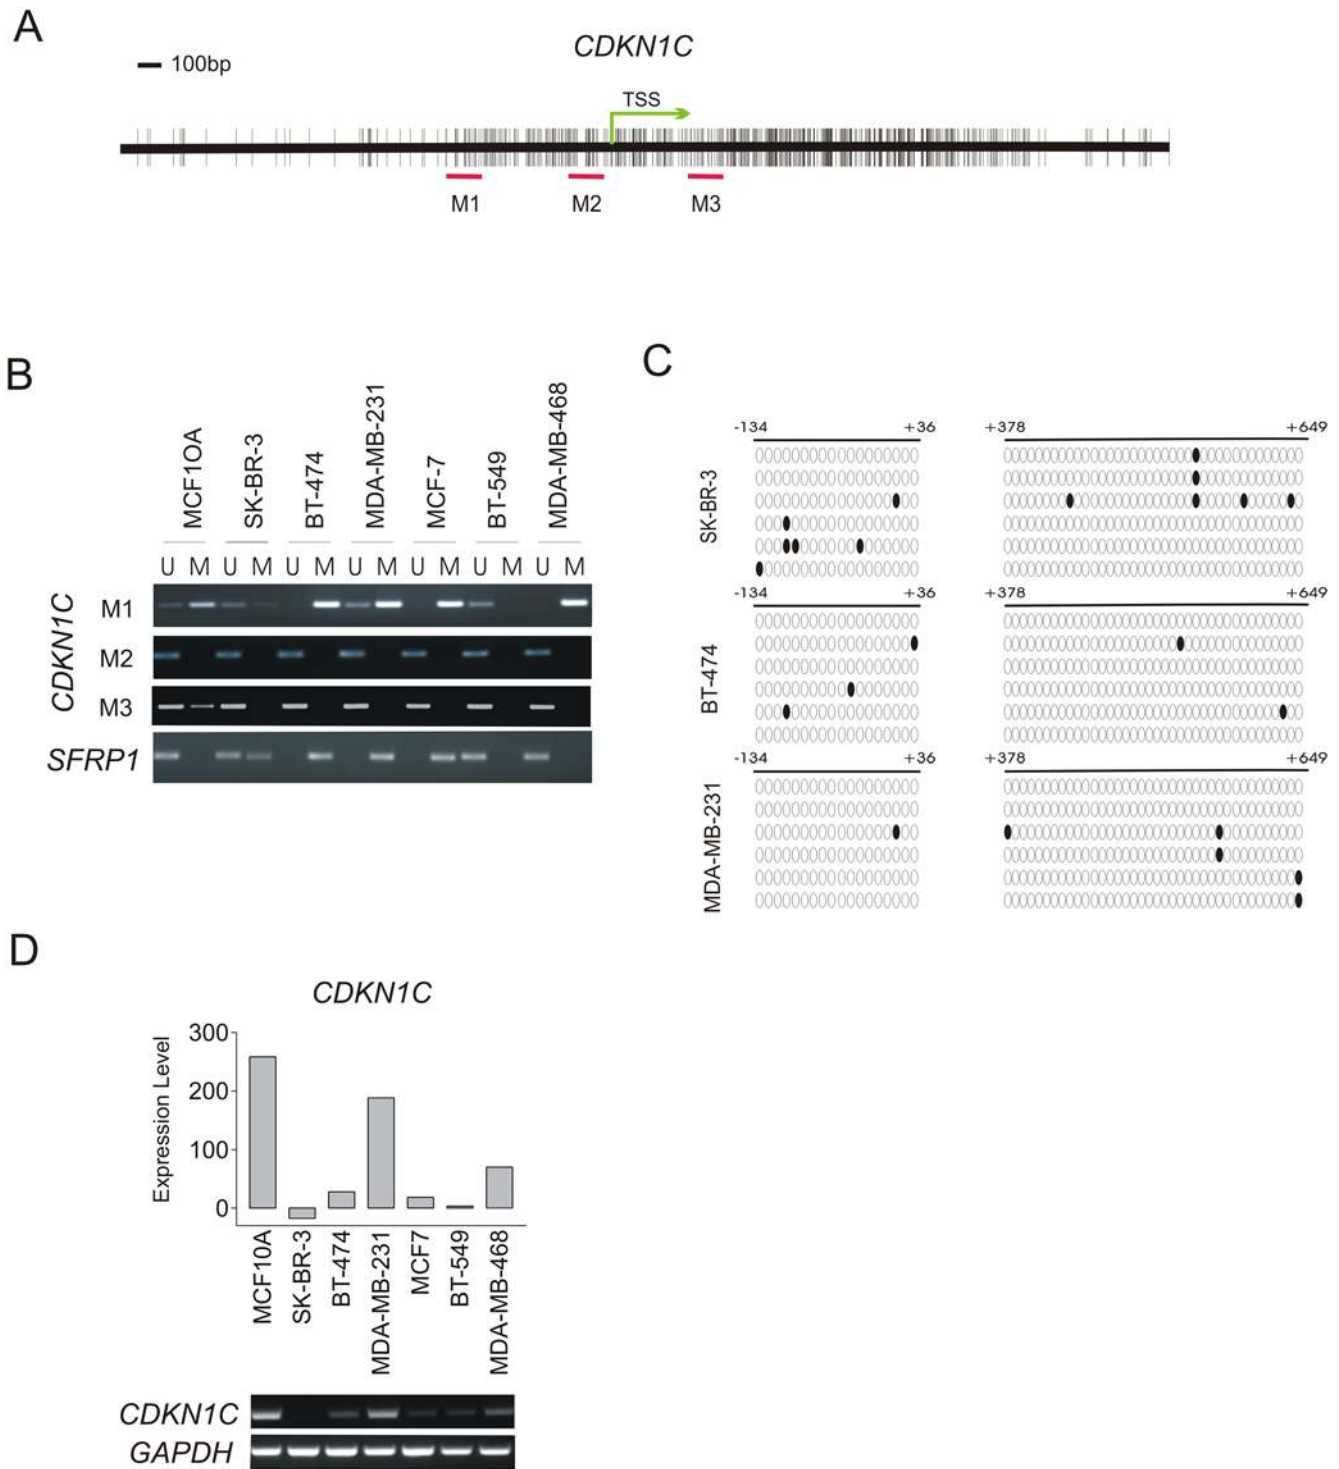 A
CDKN1C
100bp
TSS
M1 M2 M3
B
MCF1OA SK-BR-3 BT-474 MDA-MB-231 MCF-7 BT-549 MDA-MB-468
U M U M U M U M U M U M U M
CDKN1C
M1
M2
M3
SFRP1
C
-134 +36 +378 +649
SK-BR-3
-134 +36 +378 +649
BT-474
-134 +36 +378 +649
MDA-MB-231
D
CDKN1C
Expression Level
300
200
100
0
MCF10A SK-BR-3 BT-474 MDA-MB-231 MCF7 BT-549 MDA-MB-468
CDKN1C
GAPDH